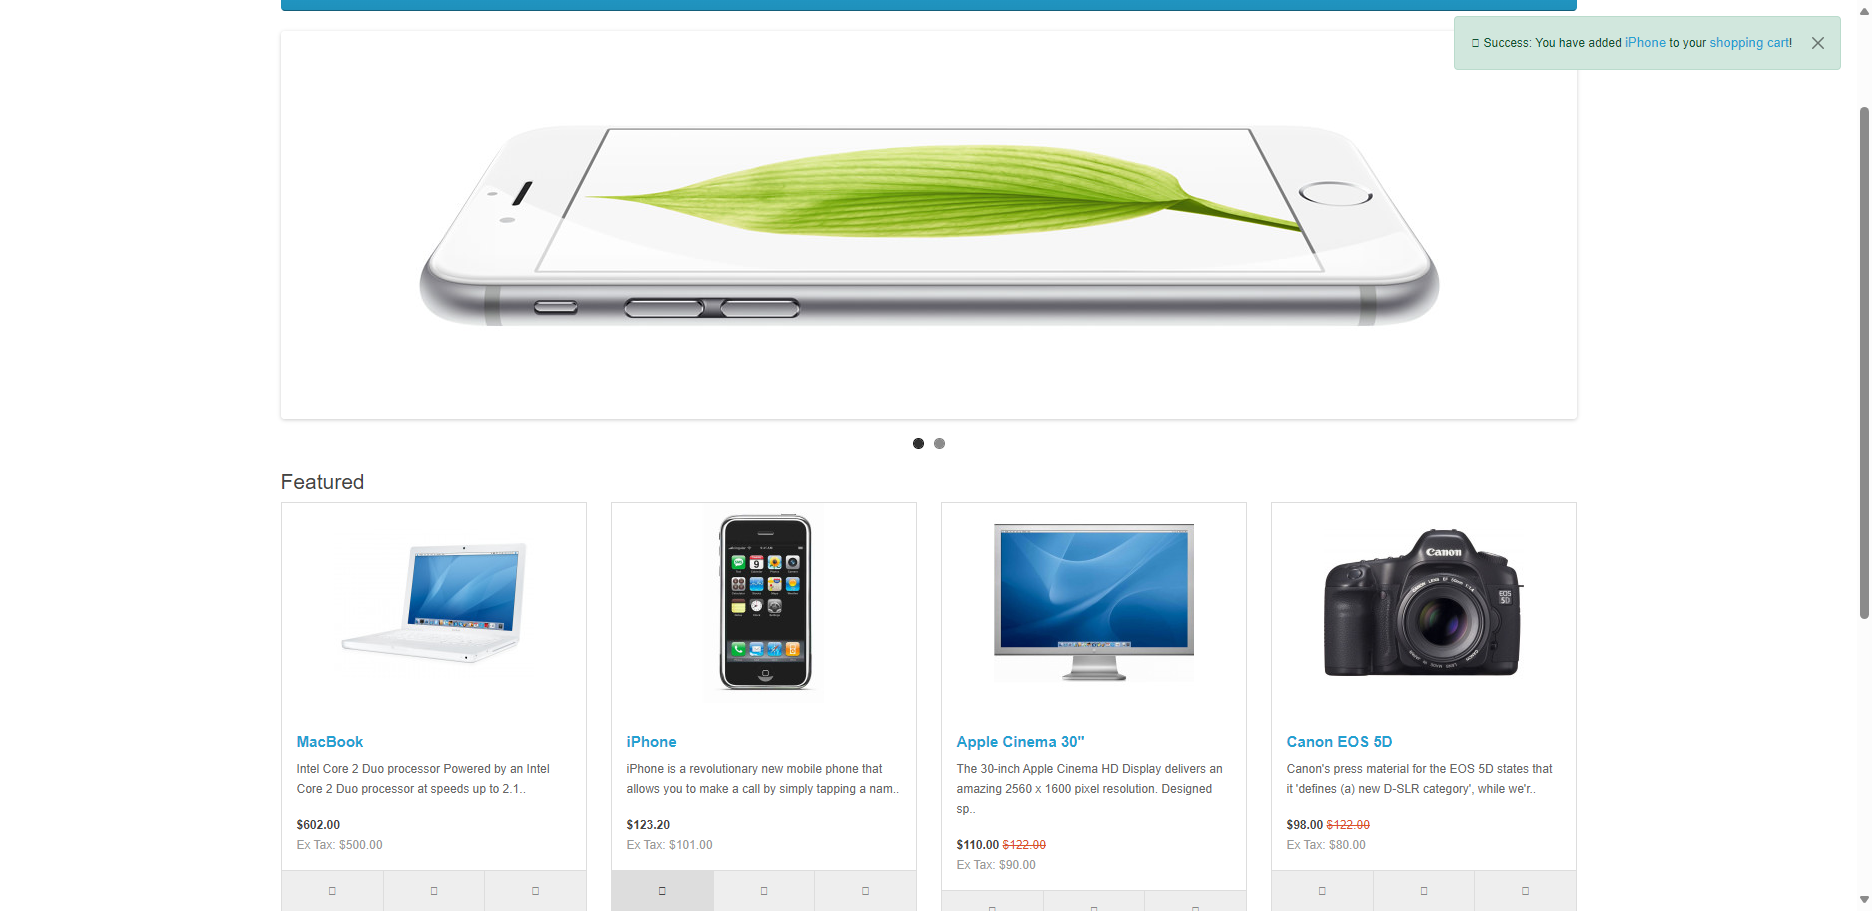 Success: You have added iPhone to your shopping cart!
Featured
Canon
EOS
5D
MacBook
iPhone
Apple Cinema 30"
Canon EOS 5D
Intel Core 2 Duo processor Powered by an Intel
Core 2 Duo processor at speeds up to 2.1..
iPhone is a revolutionary new mobile phone that
allows you to make a call by simply tapping a nam..
The 30-inch Apple Cinema HD Display delivers an
amazing 2560 x 1600 pixel resolution. Designed
sp..
Canon's press material for the EOS 5D states that
it 'defines (a) new D-SLR category', while we'r..
$602.00
Ex Tax: $500.00
$123.20
Ex Tax: $101.00
$110.00 $122.00
Ex Tax: $90.00
$98.00 $122.00
Ex Tax: $80.00